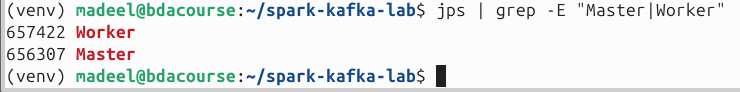 (venv) madeel@bdacourse:~/spark-kafka-lab$ jps | grep -E "Master|Worker"
657422 Worker
656307 Master
(venv) madeel@bdacourse:~/spark-kafka-lab$